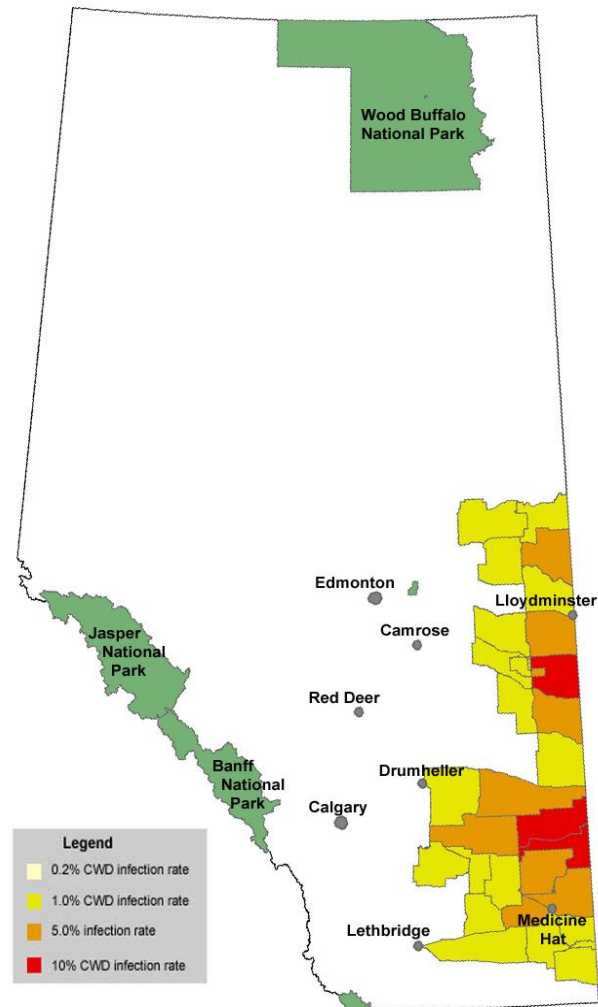 Wood Buffalo
National Park
Edmonton
Lloydminster
Camrose
Jasper
National
Park
Red Deer
Banff
National
Park
Drumheller
Calgary
Medicine
Hat
Lethbridge
Legend
0.2% CWD infection rate
1.0% CWD infection rate
5.0% infection rate
10% CWD infection rate